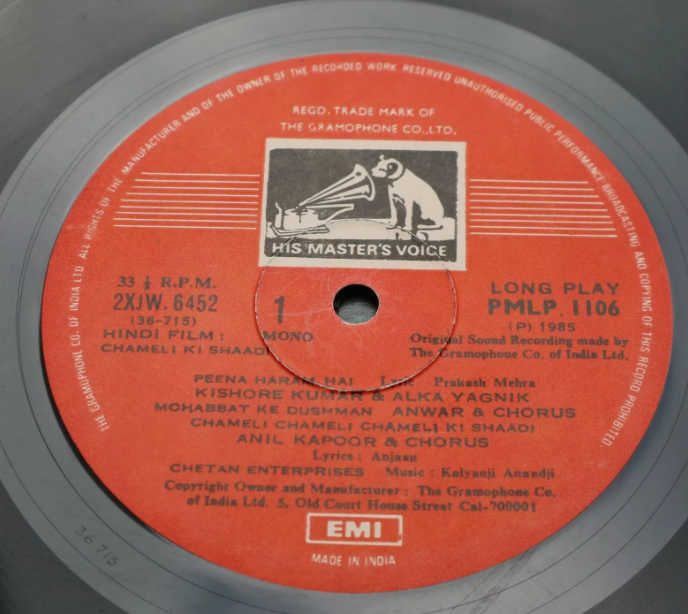 THE GRAMOPHONE CO. OF INDIA LTD ALL RIGHTS OF THE MANUFACTURER AND OF THE OWNER OF THE RECORDED WORK RESERVED UNAUTHORISED PUBLIC PERFORMANCE BROADCASTING AND COPYING OF THIS RECORD PROHIBITED.
REGD. TRADE MARK OF
THE GRAMOPHONE CO.,LTD.
HIS MASTER'S VOICE
33 ⅓ R.P.M.
2XJW. 6452
(36-715)
1
MONO
LONG PLAY
PMLP. 1106
(P) 1985
Original Sound Recording made by
The Gramophone Co. of India Ltd.
HINDI FILM :
CHAMELI KI SHAADI
PEENA HARAM HAI Lyric Prakash Mehra
KISHORE KUMAR & ALKA YAGNIK
MOHABBAT KE DUSHMAN ANWAR & CHORUS
CHAMELI CHAMELI CHAMELI KI SHAADI
ANIL KAPOOR & CHORUS
Lyrics : Anjaan
CHETAN ENTERPRISES Music : Kalyanji Anandji
Copyright Owner and Manufacturer : The Gramophone Co.
of India Ltd. 5, Old Court House Street Cal-700001
EMI
MADE IN INDIA
36 715